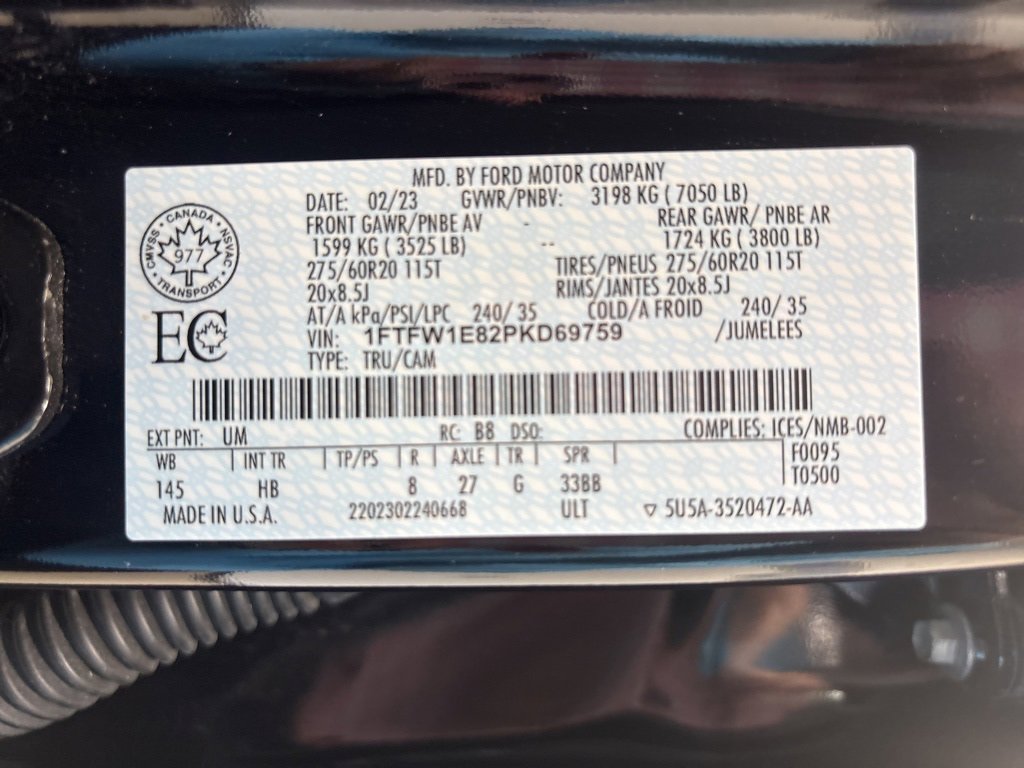 MFD. BY FORD MOTOR COMPANY
DATE: 02/23 GVWR/PNBV: 3198 KG ( 7050 LB)
FRONT GAWR/PNBE AV - REAR GAWR/ PNBE AR
1599 KG ( 3525 LB) -- 1724 KG ( 3800 LB)
275/60R20 115T TIRES/PNEUS 275/60R20 115T
20x8.5J RIMS/JANTES 20x8.5J
AT/A kPa/PSI/LPC 240/ 35 COLD/A FROID 240/ 35
VIN: 1FTFW1E82PKD69759 /JUMELEES
TYPE: TRU/CAM
CANADA
CMVSS • NSVAC
977
TRANSPORT
EC
EXT PNT: UM RC: B8 DSO: COMPLIES: ICES/NMB-002
WB INT TR TP/PS R AXLE TR SPR F0095
T0500
145 HB 8 27 G 33BB
MADE IN U.S.A. 2202302240668 ULT ▽ 5U5A-3520472-AA